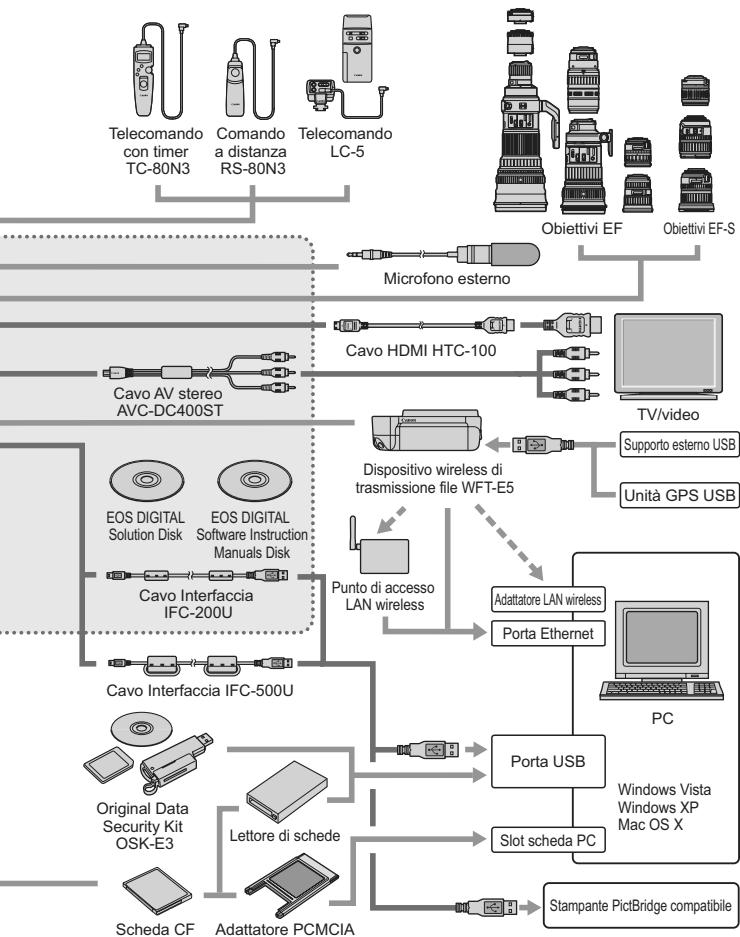 Telecomando
con timer
TC-80N3
Comando
a distanza
RS-80N3
Telecomando
LC-5
Obiettivi EF
Obiettivi EF-S
Microfono esterno
Cavo HDMI HTC-100
Cavo AV stereo
AVC-DC400ST
TV/video
Canon
Dispositivo wireless di
trasmissione file WFT-E5
Supporto esterno USB
Unità GPS USB
EOS DIGITAL
Solution Disk
EOS DIGITAL
Software Instruction
Manuals Disk
Punto di accesso
LAN wireless
Cavo Interfaccia
IFC-200U
Adattatore LAN wireless
Porta Ethernet
PC
Cavo Interfaccia IFC-500U
Porta USB
Windows Vista
Windows XP
Mac OS X
Original Data
Security Kit
OSK-E3
Lettore di schede
Slot scheda PC
Scheda CF
Adattatore PCMCIA
Stampante PictBridge compatibile